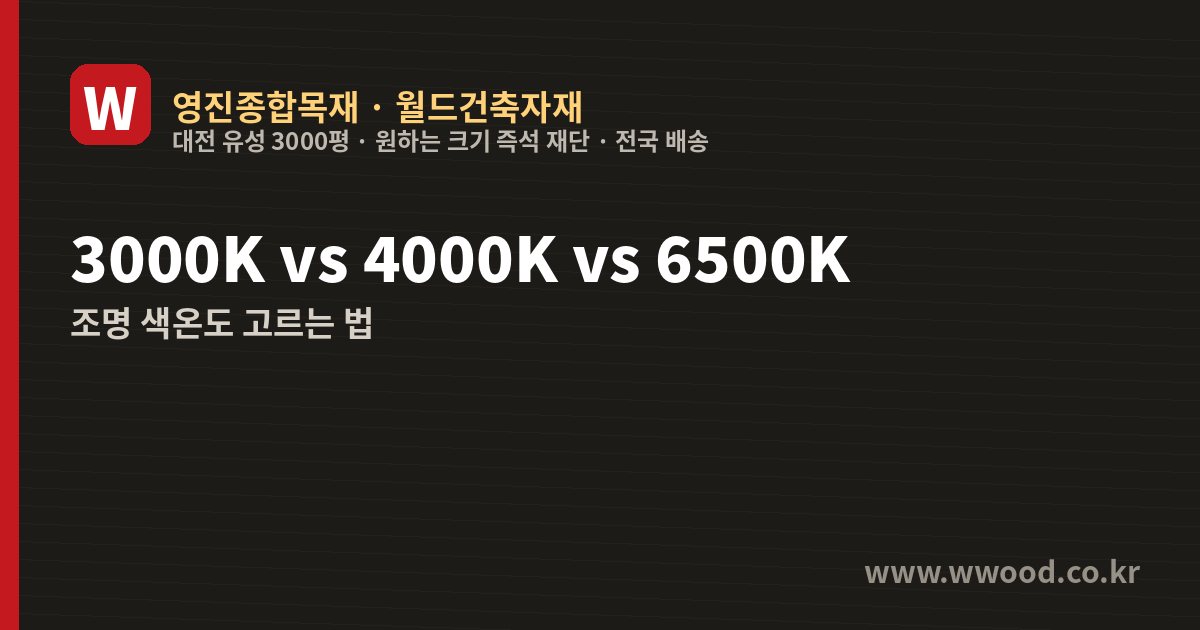 W
영진종합목재 · 월드건축자재
대전 유성 3000평 · 원하는 크기 즉석 재단 · 전국 배송
3000K vs 4000K vs 6500K
조명 색온도 고르는 법
www.wwood.co.kr